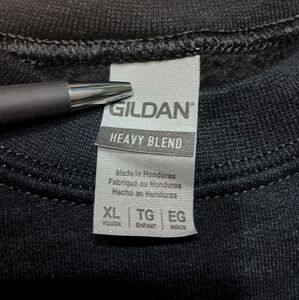 GILDAN
HEAVY BLEND
Made in Honduras
Fabriqué au Honduras
Hecho en Honduras
XL TG EG
YOUTH ENFANT NIÑOS